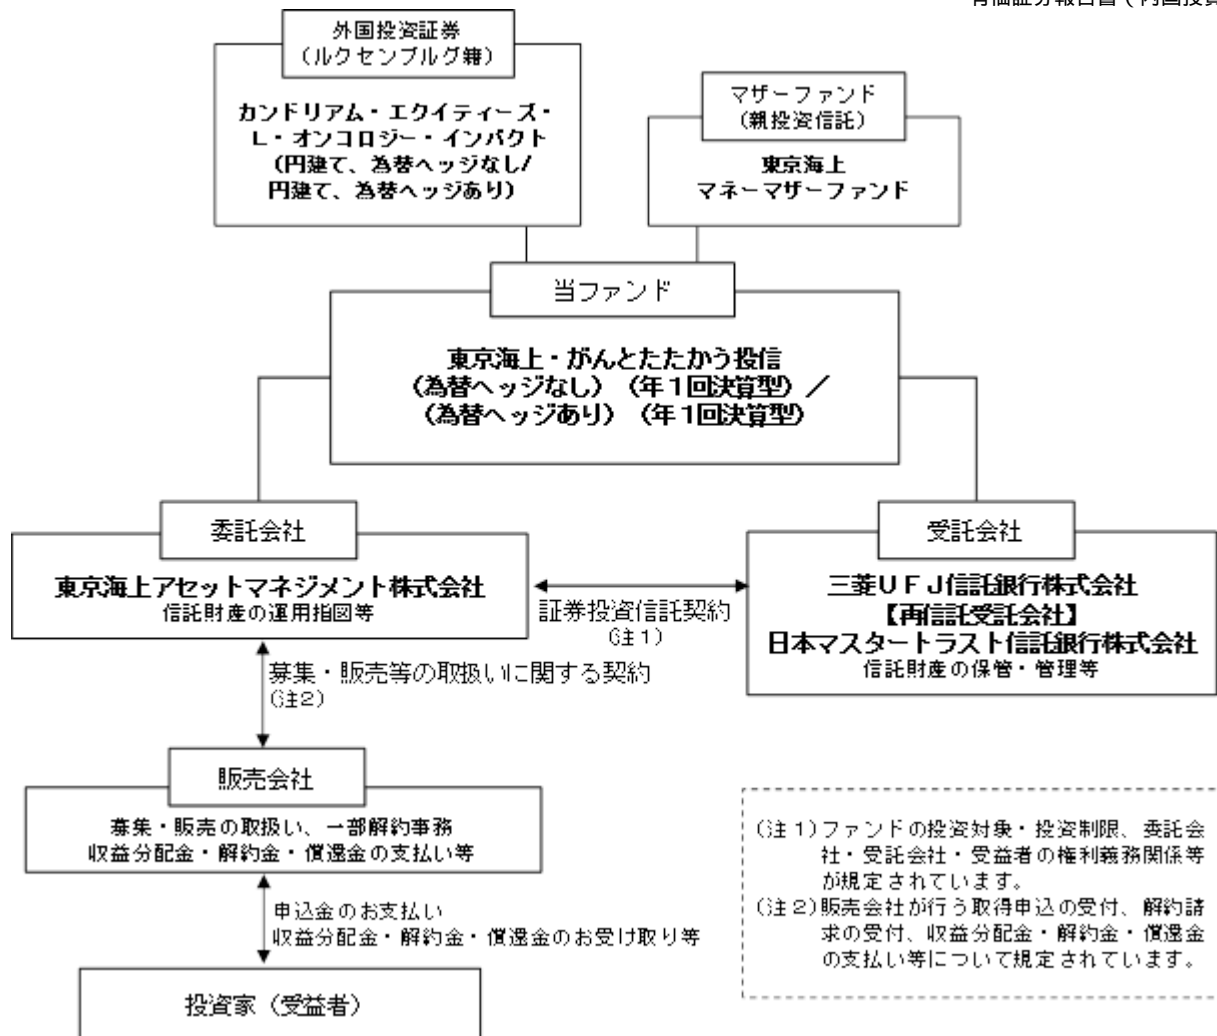 有価証券報告書（内国投資
外国投資証券
（ルクセンブルグ籍）
カンドリアム・エクイティーズ・
L・オンコロジー・インパクト
（円建て、為替ヘッジなし/
円建て、為替ヘッジあり）
マザーファンド
（親投資信託）
東京海上
マネーマザーファンド
当ファンド
東京海上・がんとたたかう投信
（為替ヘッジなし）（年１回決算型）／
（為替ヘッジあり）（年１回決算型）
委託会社
東京海上アセットマネジメント株式会社
信託財産の運用指図等
証券投資信託契約
（注１）
受託会社
三菱ＵＦＪ信託銀行株式会社
【再信託受託会社】
日本マスタートラスト信託銀行株式会社
信託財産の保管・管理等
募集・販売等の取扱いに関する契約
（注２）
販売会社
募集・販売の取扱い、一部解約事務
収益分配金・解約金・償還金の支払い等
申込金のお支払い
収益分配金・解約金・償還金のお受け取り等
投資家（受益者）
（注１）ファンドの投資対象・投資制限、委託会
社・受託会社・受益者の権利義務関係等
が規定されています。
（注２）販売会社が行う取得申込の受付、解約請
求の受付、収益分配金・解約金・償還金
の支払い等について規定されています。